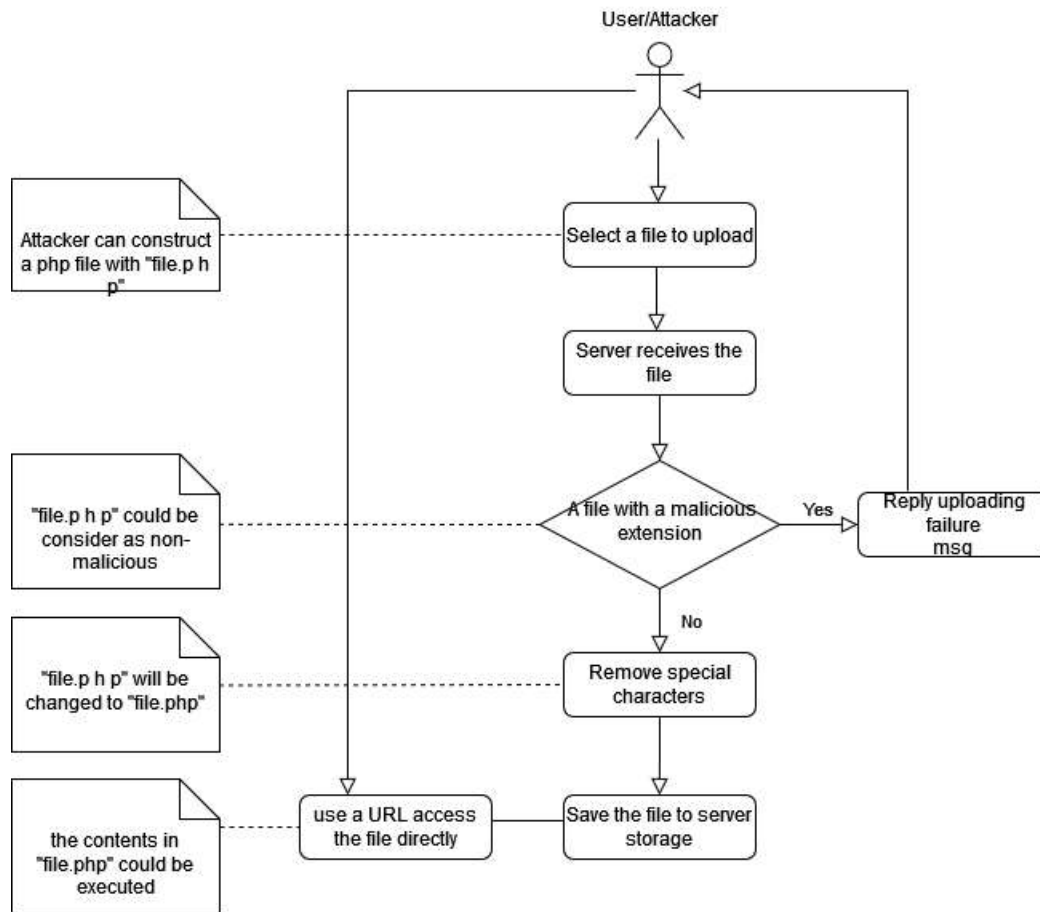 User/Attacker
Attacker can construct
a php file with "file.p h
p"
Select a file to upload
Server receives the
file
"file.p h p" could be
consider as non-
malicious
A file with a malicious
extension
Yes
Reply uploading
failure
msg
No
"file.p h p" will be
changed to "file.php"
Remove special
characters
the contents in
"file.php" could be
executed
use a URL access
the file directly
Save the file to server
storage